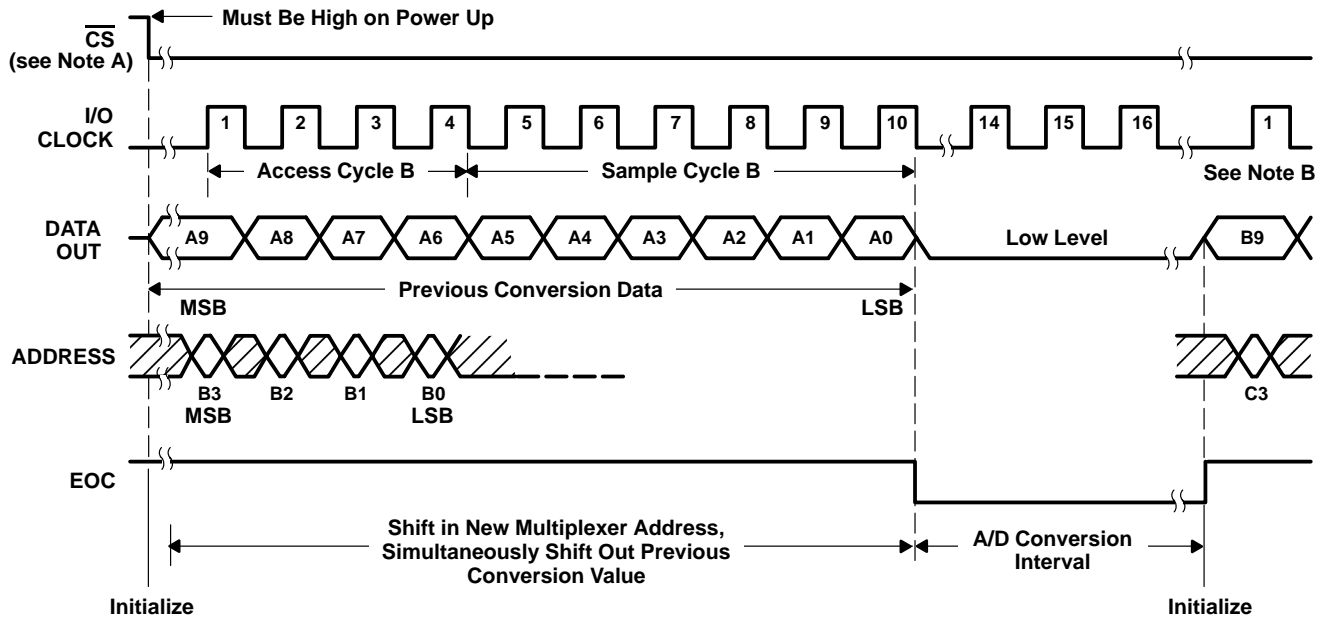 Must Be High on Power Up
CS
(see Note A)
I/O
CLOCK
1 2 3 4 5 6 7 8 9 10 14 15 16 1
Access Cycle B
Sample Cycle B
See Note B
DATA
OUT
A9 A8 A7 A6 A5 A4 A3 A2 A1 A0
Low Level
B9
Previous Conversion Data
MSB
LSB
ADDRESS
B3 B2 B1 B0
MSB
LSB
C3
EOC
Shift in New Multiplexer Address,
Simultaneously Shift Out Previous
Conversion Value
A/D Conversion
Interval
Initialize
Initialize